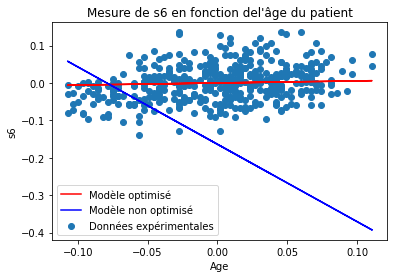 Mesure de s6 en fonction del'âge du patient
0.1
0.0
−0.1
−0.2
−0.3
−0.4
s6
Modèle optimisé
Modèle non optimisé
Données expérimentales
−0.10
−0.05
0.00
0.05
0.10
Age